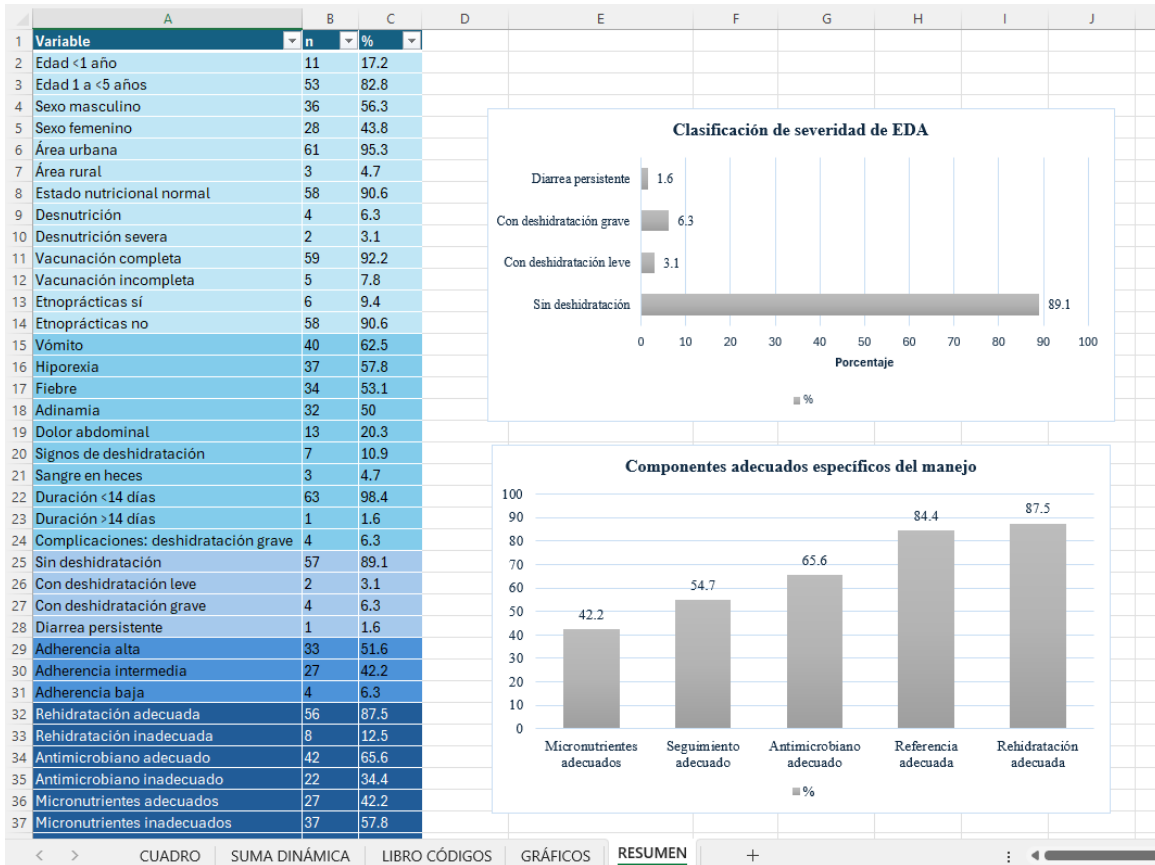 A B C D E F G H I J
1 Variable n %
2 Edad <1 año 11 17.2
3 Edad 1 a <5 años 53 82.8
4 Sexo masculino 36 56.3
5 Sexo femenino 28 43.8
6 Área urbana 61 95.3
7 Área rural 3 4.7
8 Estado nutricional normal 58 90.6
9 Desnutrición 4 6.3
10 Desnutrición severa 2 3.1
11 Vacunación completa 59 92.2
12 Vacunación incompleta 5 7.8
13 Etnoprácticas sí 6 9.4
14 Etnoprácticas no 58 90.6
15 Vómito 40 62.5
16 Hiporexia 37 57.8
17 Fiebre 34 53.1
18 Adinamia 32 50
19 Dolor abdominal 13 20.3
20 Signos de deshidratación 7 10.9
21 Sangre en heces 3 4.7
22 Duración <14 días 63 98.4
23 Duración >14 días 1 1.6
24 Complicaciones: deshidratación grave 4 6.3
25 Sin deshidratación 57 89.1
26 Con deshidratación leve 2 3.1
27 Con deshidratación grave 4 6.3
28 Diarrea persistente 1 1.6
29 Adherencia alta 33 51.6
30 Adherencia intermedia 27 42.2
31 Adherencia baja 4 6.3
32 Rehidratación adecuada 56 87.5
33 Rehidratación inadecuada 8 12.5
34 Antimicrobiano adecuado 42 65.6
35 Antimicrobiano inadecuado 22 34.4
36 Micronutrientes adecuados 27 42.2
37 Micronutrientes inadecuados 37 57.8
Clasificación de severidad de EDA
Diarrea persistente 1.6
Con deshidratación grave 6.3
Con deshidratación leve 3.1
Sin deshidratación 89.1
0 10 20 30 40 50 60 70 80 90 100
Porcentaje
%
Componentes adecuados específicos del manejo
100
90
80
70
60
50
40
30
20
10
0
42.2 54.7 65.6 84.4 87.5
Micronutrientes Seguimiento Antimicrobiano Referencia Rehidratación
adecuados adecuado adecuado adecuada adecuada
%
CUADRO SUMA DINÁMICA LIBRO CÓDIGOS GRÁFICOS RESUMEN